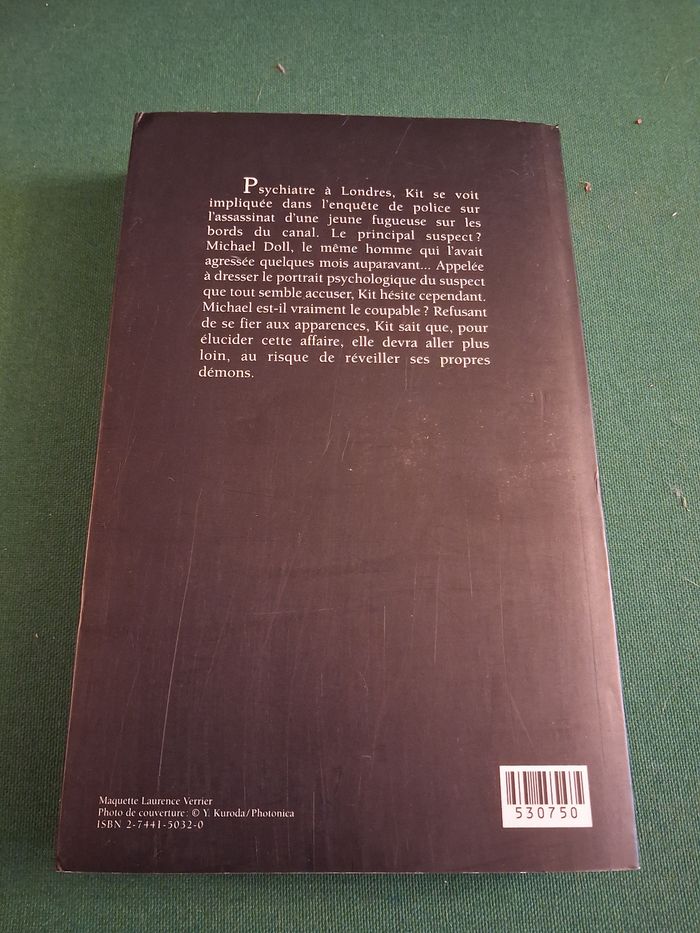 Psychiatre à Londres, Kit se voit
impliquée dans l'enquête de police sur
l'assassinat d'une jeune fugueuse sur les
bords du canal. Le principal suspect ?
Michael Doll, le même homme qui l'avait
agressée quelques mois auparavant... Appelée
à dresser le portrait psychologique du suspect
que tout semble accuser, Kit hésite cependant.
Michael est-il vraiment le coupable ? Refusant
de se fier aux apparences, Kit sait que, pour
élucider cette affaire, elle devra aller plus
loin, au risque de réveiller ses propres
démons.
Maquette Laurence Verrier
Photo de couverture : © Y. Kuroda/Photonica
ISBN 2-7441-5032-0
530750